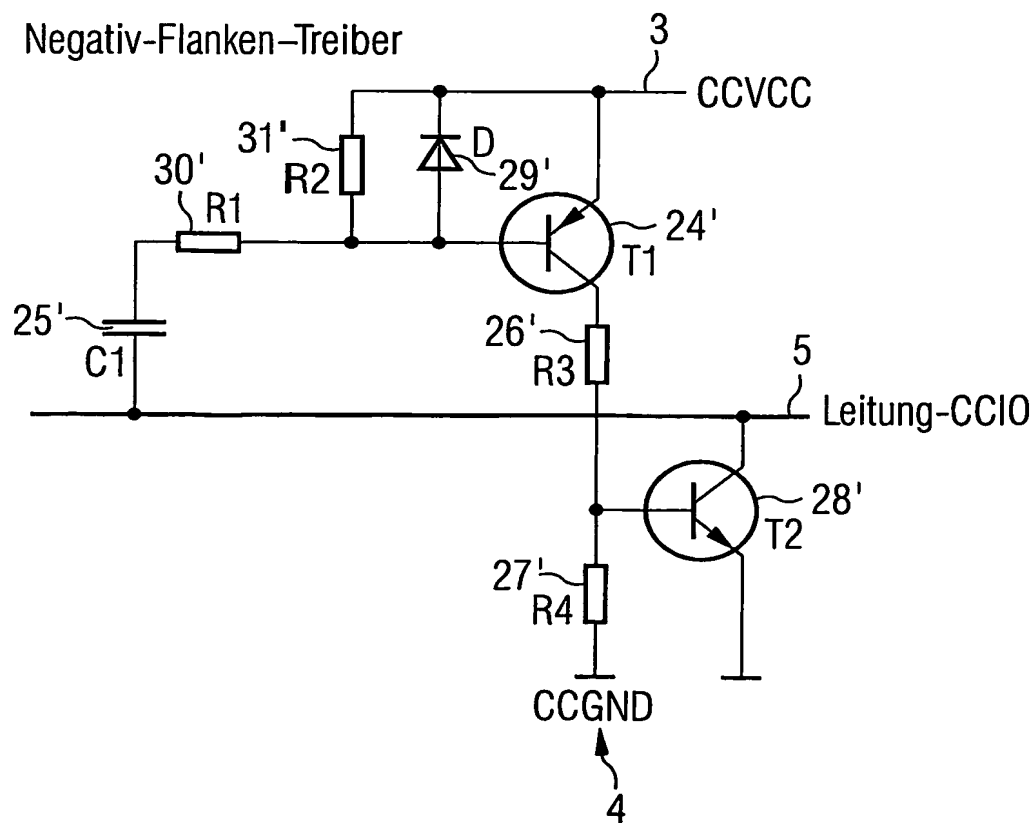 Negativ-Flanken-Treiber
3
CCVCC
31'
R2
D
29'
30'
R1
24'
T1
25'
C1
26'
R3
5
Leitung-CCIO
28'
T2
27'
R4
CCGND
4